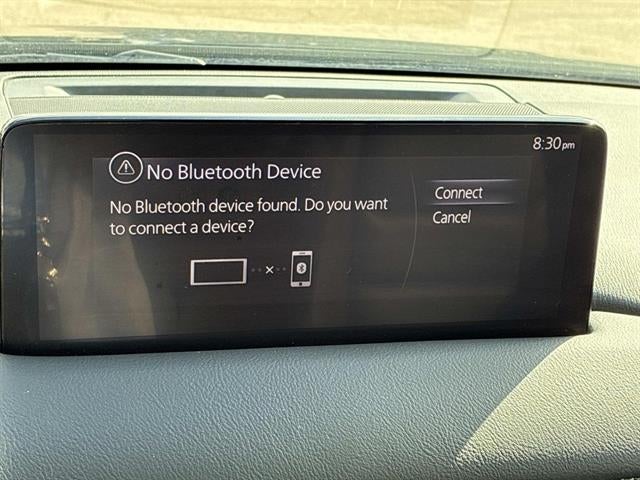 8:30pm
No Bluetooth Device
No Bluetooth device found. Do you want
to connect a device?
Connect
Cancel